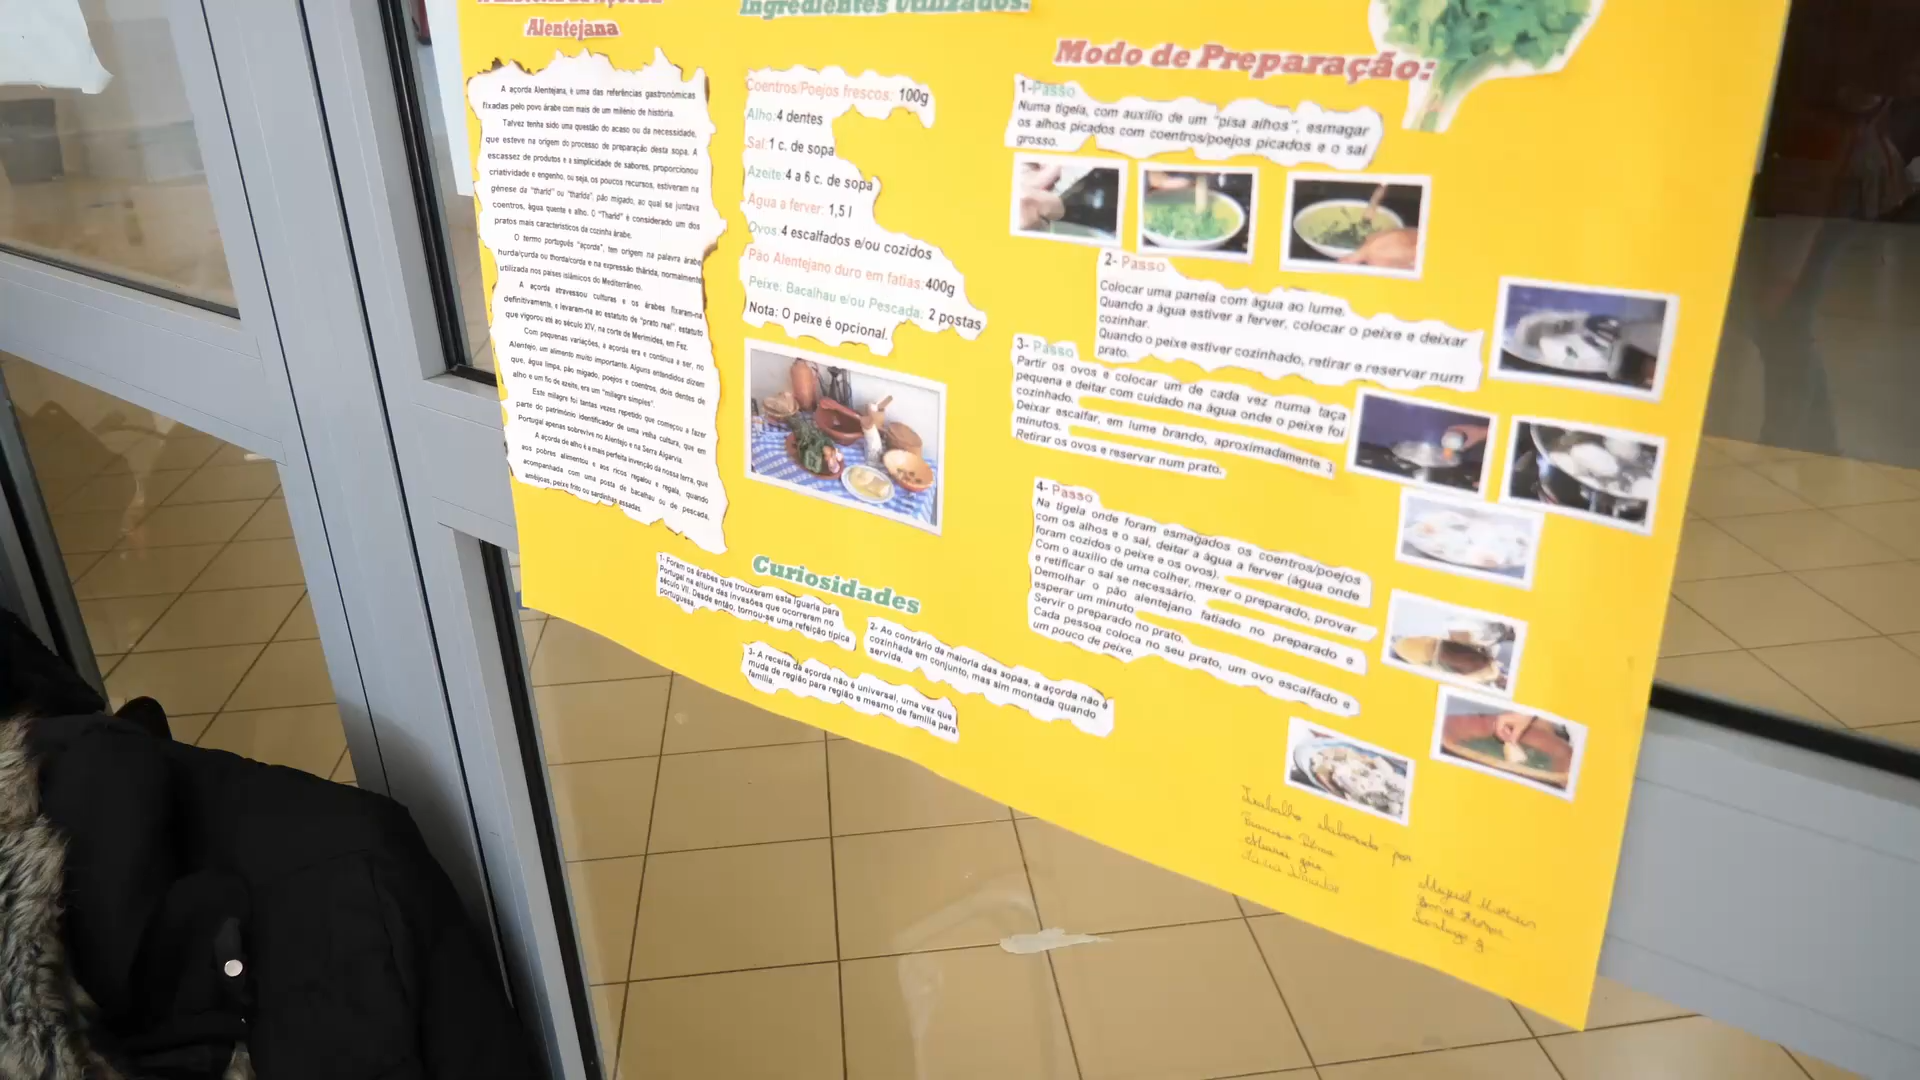 Alentejana
A açorda Alentejana, é uma das referências gastronómicas
fixadas pelo povo árabe com mais de um milénio de história.
Talvez tenha sido uma questão do acaso ou da necessidade,
que esteve na origem do processo de preparação desta sopa. A
escassez de produtos e a simplicidade de sabores, proporcionou
criatividade e engenho, ou seja, os poucos recursos, estiveram na
génese da "tharid" ou "tharida", pão migado, ao qual se juntava
coentros, água quente e alho. O "Tharid" é considerado um dos
pratos mais característicos da cozinha árabe.
O termo português "açorda", tem origem na palavra árabe
hurda/çurda ou thorda/corda e na expressão thárida, normalmente
utilizada nos países islâmicos do Mediterrâneo.
A açorda atravessou culturas e os árabes fixaram-na
definitivamente, e levaram-na ao estatuto de "prato real", estatuto
que vigorou até ao século XIV, na corte de Merimides, em Fez.
Com pequenas variações, a açorda era e continua a ser, no
Alentejo, um alimento muito importante. Alguns entendidos dizem
que, água limpa, pão migado, poejos e coentros, dois dentes de
alho e um fio de azeite, era um "milagre simples".
Este milagre foi tantas vezes repetido que começou a fazer
parte do património identificador de uma velha cultura, que em
Portugal apenas sobrevive no Alentejo e na Serra Algarvia.
A açorda de alho é a mais perfeita invenção da nossa terra, que
aos pobres alimentou e aos ricos regalou e regala, quando
acompanhada com uma posta de bacalhau ou de pescada,
amêijoas, peixe frito ou sardinhas assadas.
Ingredientes Utilizados:
Coentros/Poejos frescos: 100g
Alho:4 dentes
Sal:1 c. de sopa
Azeite:4 a 6 c. de sopa
Água a ferver: 1,5 l
Ovos:4 escalfados e/ou cozidos
Pão Alentejano duro em fatias:400g
Peixe: Bacalhau e/ou Pescada: 2 postas
Nota: O peixe é opcional.
Modo de Preparação:
1-Passo
Numa tigela, com auxílio de um "pisa alhos", esmagar
os alhos picados com coentros/poejos picados e o sal
grosso.
2- Passo
Colocar uma panela com água ao lume.
Quando a água estiver a ferver, colocar o peixe e deixar
cozinhar.
Quando o peixe estiver cozinhado, retirar e reservar num
prato.
3- Passo
Partir os ovos e colocar um de cada vez numa taça
pequena e deitar com cuidado na água onde o peixe foi
cozinhado.
Deixar escalfar, em lume brando, aproximadamente 3
minutos.
Retirar os ovos e reservar num prato.
4- Passo
Na tigela onde foram esmagados os coentros/poejos
com os alhos e o sal, deitar a água a ferver (água onde
foram cozidos o peixe e os ovos).
Com o auxílio de uma colher, mexer o preparado, provar
e retificar o sal se necessário.
Demolhar o pão alentejano fatiado no preparado e
esperar um minuto.
Servir o preparado no prato.
Cada pessoa coloca no seu prato, um ovo escalfado e
um pouco de peixe.
Curiosidades
1- Foram os árabes que trouxeram esta iguaria para
Portugal na altura das invasões que ocorreram no
século VII. Desde então, tornou-se uma refeição típica
portuguesa.
2- Ao contrário da maioria das sopas, a açorda não é
cozinhada em conjunto, mas sim montada quando
servida.
3- A receita da açorda não é universal, uma vez que
muda de região para região e mesmo de família para
família.
Trabalho elaborado por
Miguel